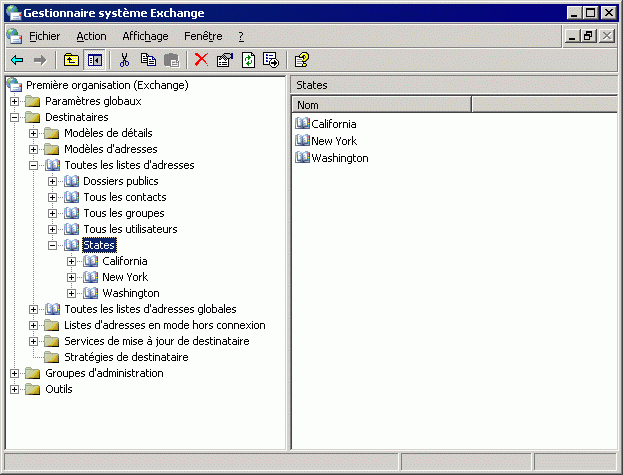 Gestionnaire système Exchange
Fichier Action Affichage Fenêtre ?
Première organisation (Exchange)
Paramètres globaux
Destinataires
Modèles de détails
Modèles d'adresses
Toutes les listes d'adresses
Dossiers publics
Tous les contacts
Tous les groupes
Tous les utilisateurs
States
California
New York
Washington
Toutes les listes d'adresses globales
Listes d'adresses en mode hors connexion
Services de mise à jour de destinataire
Stratégies de destinataire
Groupes d'administration
Outils
States
Nom
California
New York
Washington